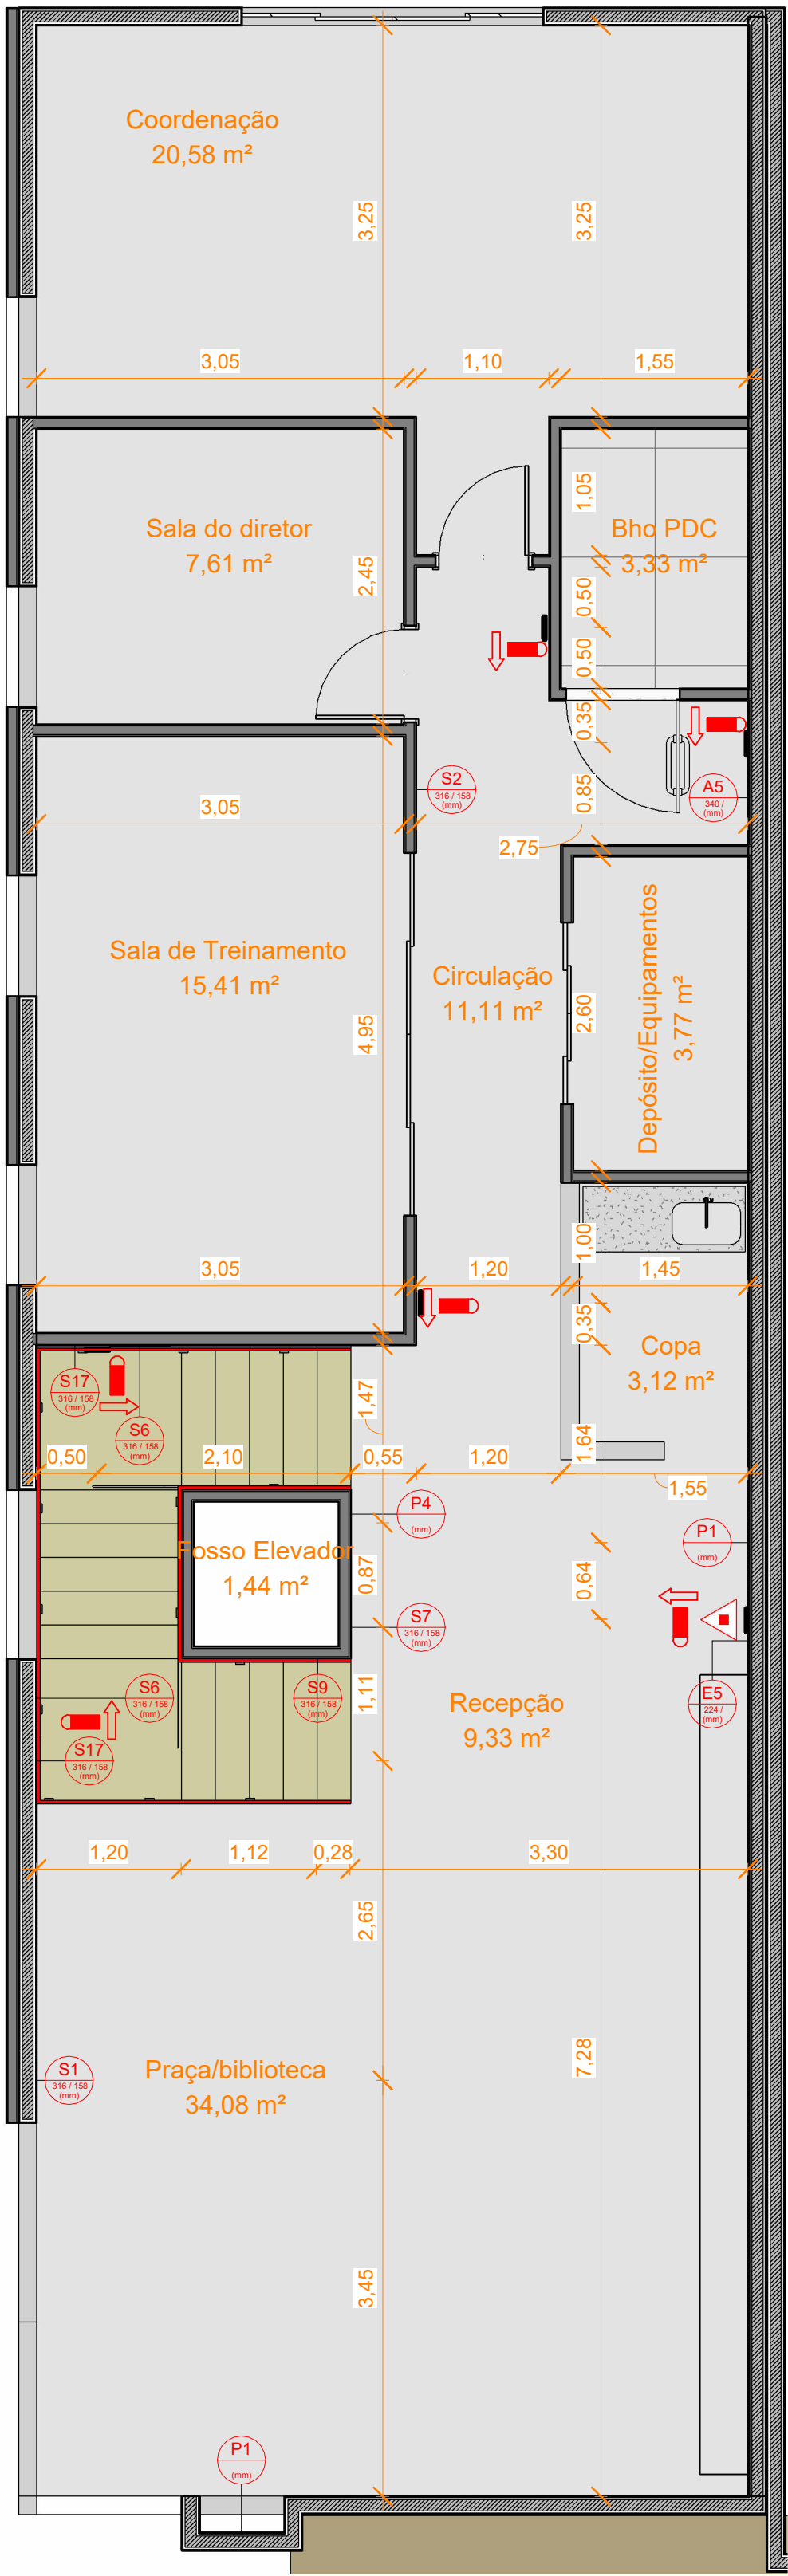 Coordenação
20,58 m²
3,25
3,25
3,05
1,10
1,55
Sala do diretor
7,61 m²
2,45
1,05
Bho PDC
3,33 m²
0,50
0,50
0,35
0,85
S2
316 / 158
(mm)
A5
340 /
(mm)
3,05
2,75
Sala de Treinamento
15,41 m²
4,95
Circulação
11,11 m²
2,60
Depósito/Equipamentos
3,77 m²
3,05
1,20
1,00
1,45
0,35
Copa
3,12 m²
S17
316 / 158
(mm)
S6
316 / 158
(mm)
1,47
1,64
0,50
2,10
0,55
1,20
1,55
P4
(mm)
P1
(mm)
Fosso Elevador
1,44 m²
0,87
0,64
S7
316 / 158
(mm)
S6
316 / 158
(mm)
S9
316 / 158
(mm)
1,11
Recepção
9,33 m²
E5
224 /
(mm)
S17
316 / 158
(mm)
1,20
1,12
0,28
3,30
2,65
7,28
S1
316 / 158
(mm)
Praça/biblioteca
34,08 m²
3,45
P1
(mm)